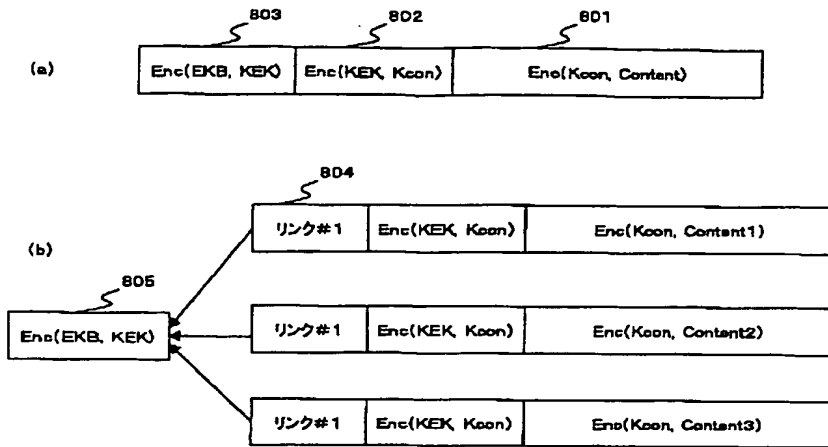 803 802 801
(a) Enc(EKB, KEK) Enc(KEK, Kcon) Enc(Kcon, Content)
804
リンク#1 Enc(KEK, Kcon) Enc(Kcon, Content1)
(b)
805
Enc(EKB, KEK) リンク#1 Enc(KEK, Kcon) Enc(Kcon, Content2)
リンク#1 Enc(KEK, Kcon) Enc(Kcon, Content3)